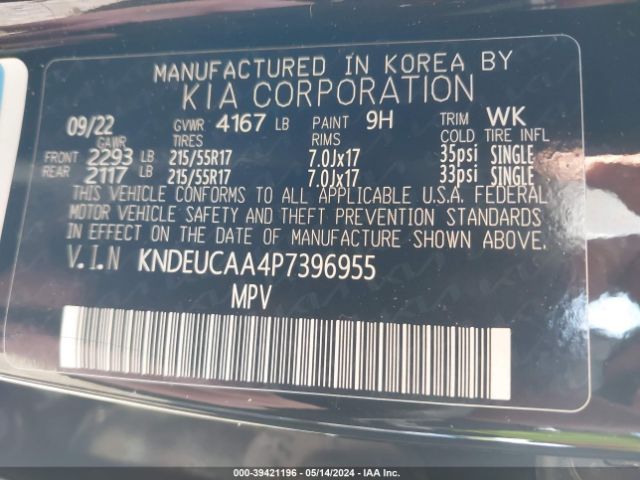 MANUFACTURED IN KOREA BY
KIA CORPORATION
09/22 GVWR 4167 LB PAINT 9H TRIM WK
GAWR TIRES RIMS COLD TIRE INFL
FRONT 2293 LB 215/55R17 7.0Jx17 35psi SINGLE
REAR 2117 LB 215/55R17 7.0Jx17 33psi SINGLE
THIS VEHICLE CONFORMS TO ALL APPLICABLE U.S.A. FEDERAL
MOTOR VEHICLE SAFETY AND THEFT PREVENTION STANDARDS
IN EFFECT ON THE DATE OF MANUFACTURE SHOWN ABOVE.
V.I.N KNDEUCAA4P7396955
MPV
000-39421196 - 05/14/2024 - IAA Inc.